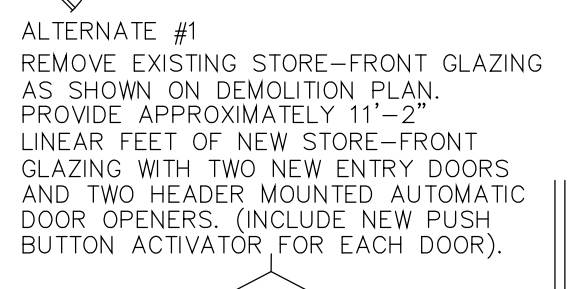 ALTERNATE #1
REMOVE EXISTING STORE-FRONT GLAZING
AS SHOWN ON DEMOLITION PLAN.
PROVIDE APPROXIMATELY 11'-2"
LINEAR FEET OF NEW STORE-FRONT
GLAZING WITH TWO NEW ENTRY DOORS
AND TWO HEADER MOUNTED AUTOMATIC
DOOR OPENERS. (INCLUDE NEW PUSH
BUTTON ACTIVATOR FOR EACH DOOR).